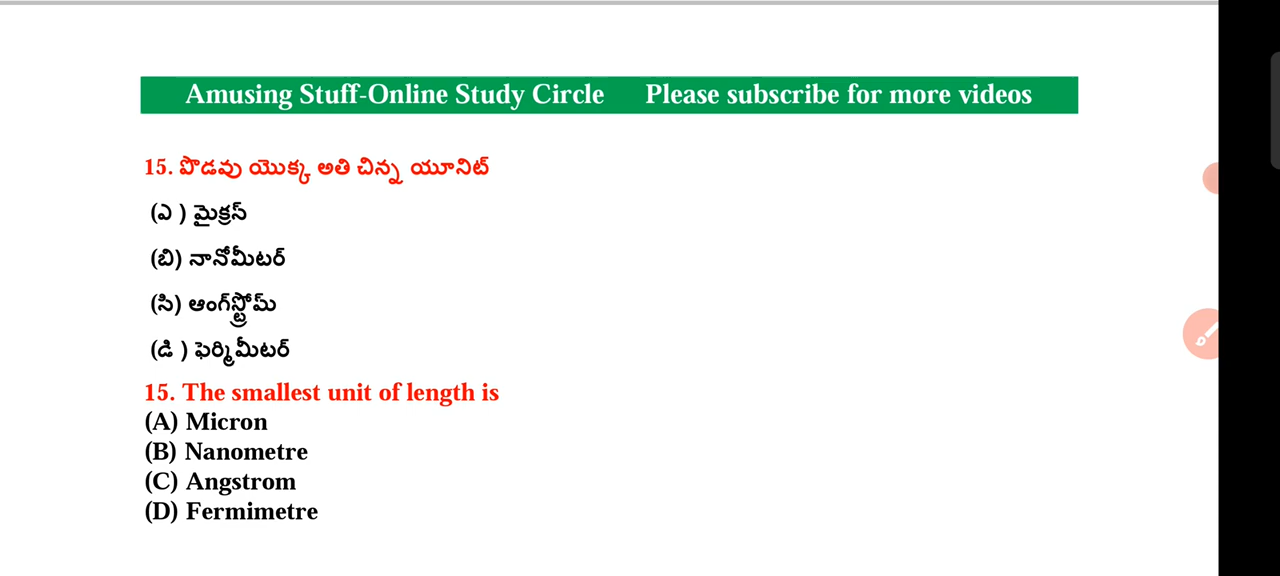 Amusing Stuff-Online Study Circle Please subscribe for more videos
15. పొడవు యొక్క అతి చిన్న యూనిట్
(ఎ ) మైక్రస్
(బి) నానోమీటర్
(సి) ఆంగ్‌స్ట్రోమ్
(డి ) ఫెర్మిమీటర్
15. The smallest unit of length is
(A) Micron
(B) Nanometre
(C) Angstrom
(D) Fermimetre